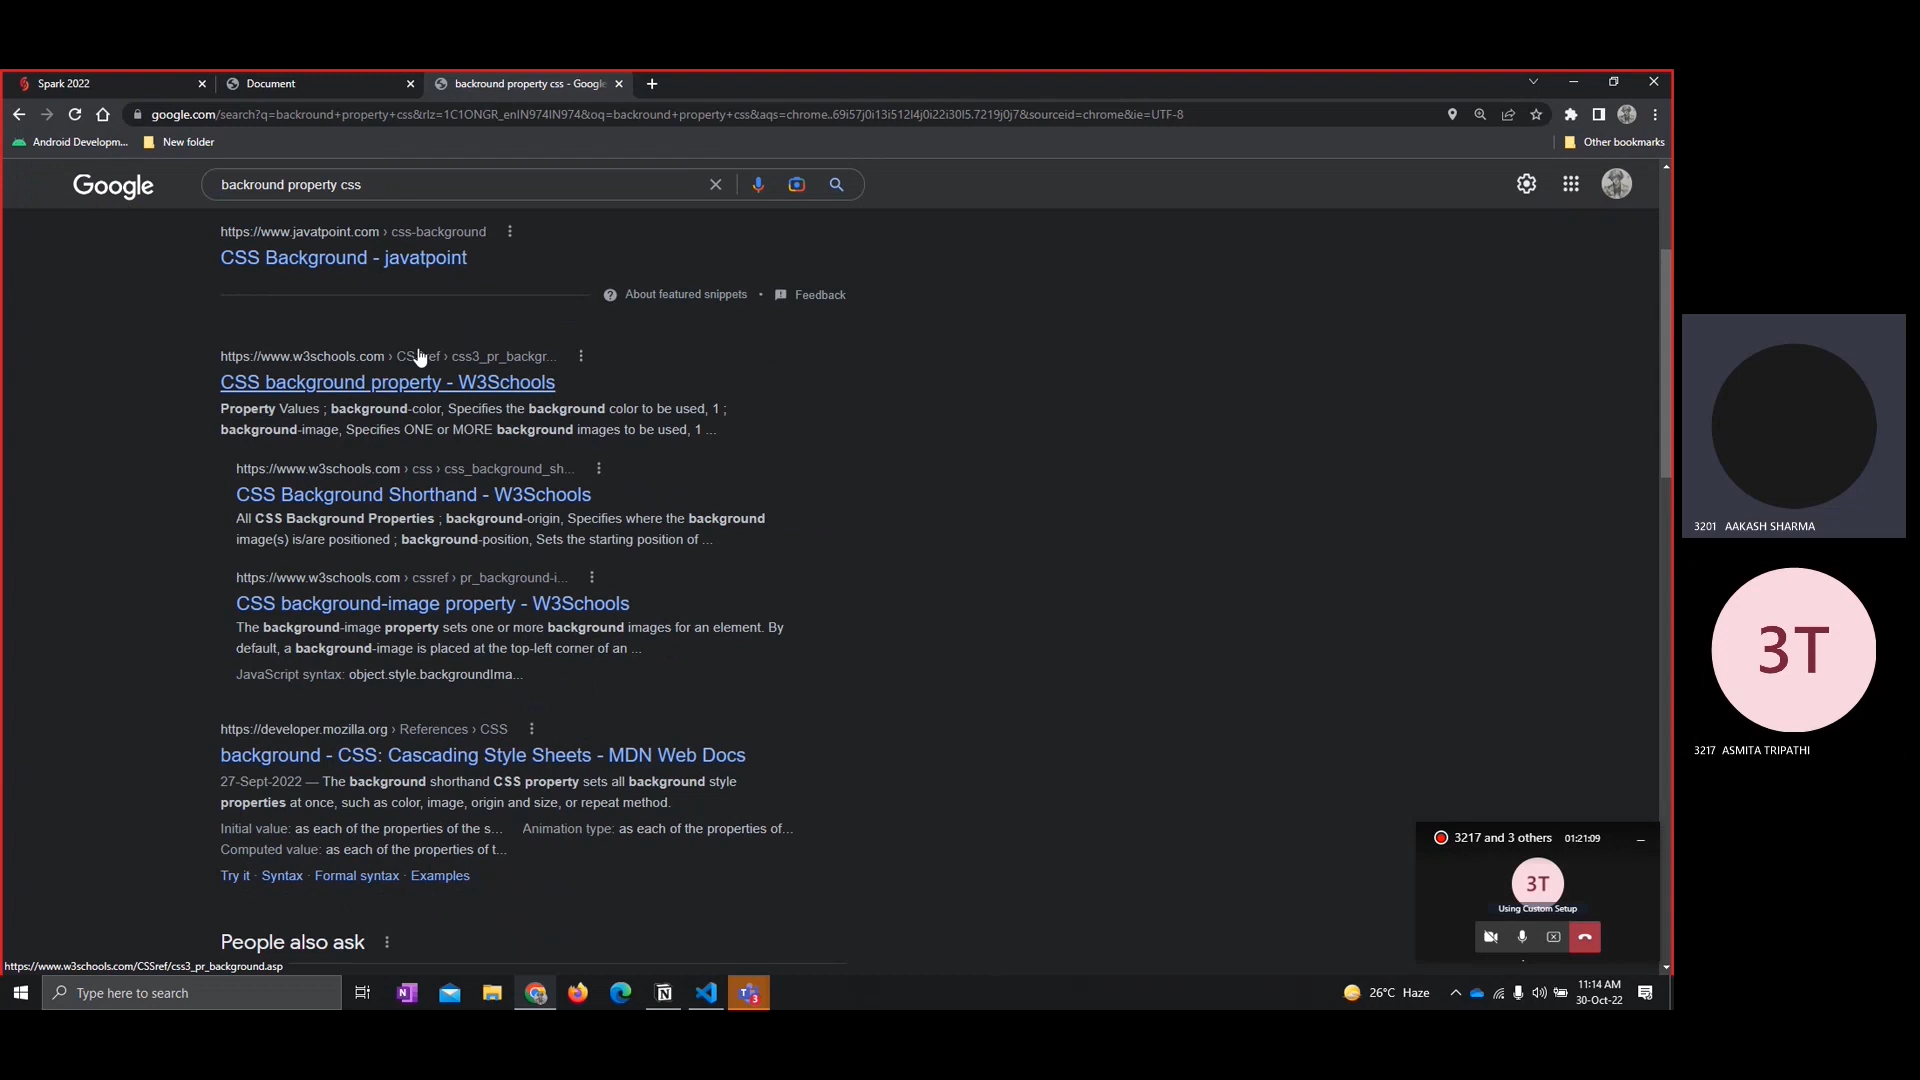 Spark 2022
Document
backround property css - Google
google.com/search?q=backround+property+css&rlz=1C1ONGR_enIN974IN974&oq=backround+property+css&aqs=chrome..69i57j0i13i512l4j0i22i30l5.7219j0j7&sourceid=chrome&ie=UTF-8
Android Developm...
New folder
Other bookmarks
Google
backround property css
https://www.javatpoint.com › css-background
CSS Background - javatpoint
About featured snippets • Feedback
https://www.w3schools.com › CSSref › css3_pr_backgr...
CSS background property - W3Schools
Property Values ; background-color, Specifies the background color to be used, 1 ;
background-image, Specifies ONE or MORE background images to be used, 1 ...
https://www.w3schools.com › css › css_background_sh...
CSS Background Shorthand - W3Schools
All CSS Background Properties ; background-origin, Specifies where the background
image(s) is/are positioned ; background-position, Sets the starting position of ...
https://www.w3schools.com › cssref › pr_background-i...
CSS background-image property - W3Schools
The background-image property sets one or more background images for an element. By
default, a background-image is placed at the top-left corner of an ...
JavaScript syntax: object.style.backgroundIma...
https://developer.mozilla.org › References › CSS
background - CSS: Cascading Style Sheets - MDN Web Docs
27-Sept-2022 — The background shorthand CSS property sets all background style
properties at once, such as color, image, origin and size, or repeat method.
Initial value: as each of the properties of the s... Animation type: as each of the properties of...
Computed value: as each of the properties of t...
Try it · Syntax · Formal syntax · Examples
People also ask
https://www.w3schools.com/CSSref/css3_pr_background.asp
3217 and 3 others 01:21:09
3T
Using Custom Setup
Type here to search
3
26°C Haze
11:14 AM
30-Oct-22
3201 AAKASH SHARMA
3T
3217 ASMITA TRIPATHI